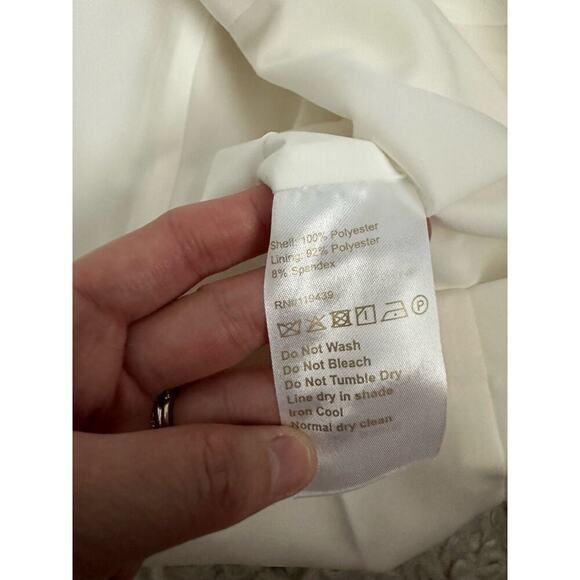 Shell: 100% Polyester
Lining: 92% Polyester
8% Spandex
RN#119439
P
Do Not Wash
Do Not Bleach
Do Not Tumble Dry
Line dry in shade
Iron Cool
Normal dry clean